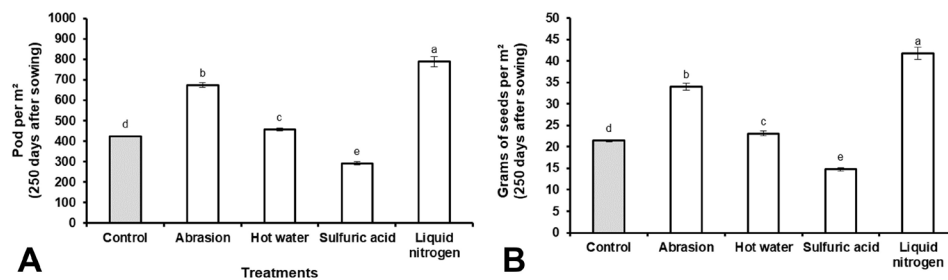 Pod per m²
(250 days after sowing)
1000
900
800
700
600
500
400
300
200
100
0
d
b
c
e
a
Control
Abrasion
Hot water
Sulfuric acid
Liquid
nitrogen
Treatments
A
Grams of seeds per m²
(250 days after sowing)
50
45
40
35
30
25
20
15
10
5
0
d
b
c
e
a
Control
Abrasion
Hot water
Sulfuric acid
Liquid
nitrogen
B